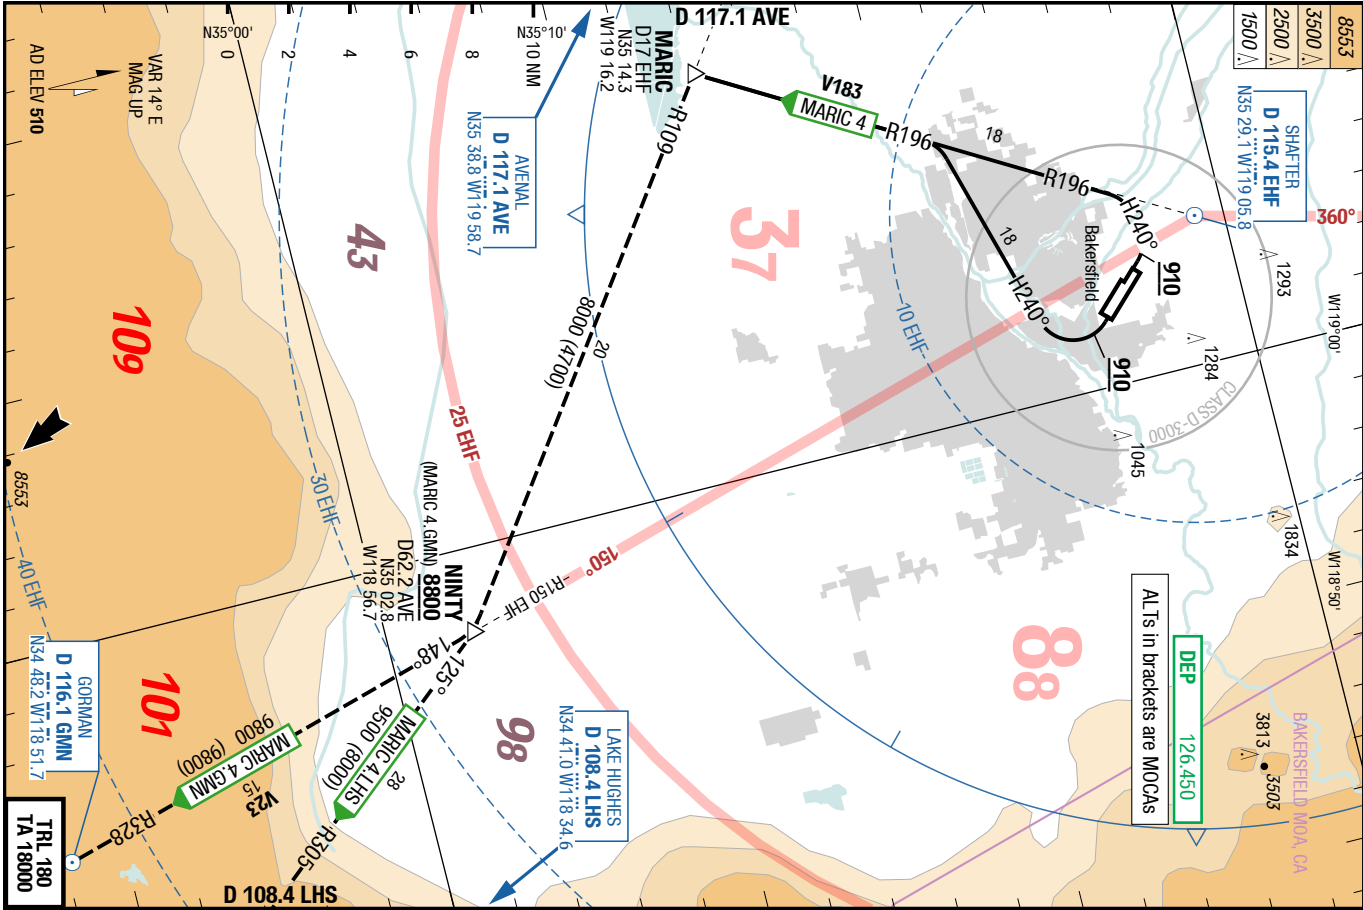 D 117.1 AVE
8553
3500
2500
1500
SHAFTER
D 115.4 EHF
N35 29.1 W119 05.8
360°
N35°00'
N35°10'
0
2
4
6
8
10 NM
VAR 14° E
MAG UP
AD ELEV 510
MARIC
D17 EHF
N35 14.3
W119 16.2
V183
MARIC 4
R196
18
R196
18
H240°
H240°
910
910
Bakersfield
R109
AVENAL
D 117.1 AVE
N35 38.8 W119 58.7
43
37
109
1293
W119°00'
1284
CLASS D-3000
1045
10 EHF
8000 (4700)
20
25 EHF
30 EHF
40 EHF
8553
1834
W118°50'
(MARIC 4.GMN)
NINTY
8800
D62.2 AVE
N35 02.8
W118 56.7
R150 EHF
150°
148°
125°
88
98
101
ALTs in brackets are MOCAs
DEP 126.450
BAKERSFIELD MOA, CA
3813
3503
GORMAN
D 116.1 GMN
N34 48.2 W118 51.7
LAKE HUGHES
D 108.4 LHS
N34 41.0 W118 34.6
9800 (9800)
MARIC 4.GMN
15
V23
R328
9500 (8000)
MARIC 4.LHS
28
R305
D 108.4 LHS
TRL 180
TA 18000